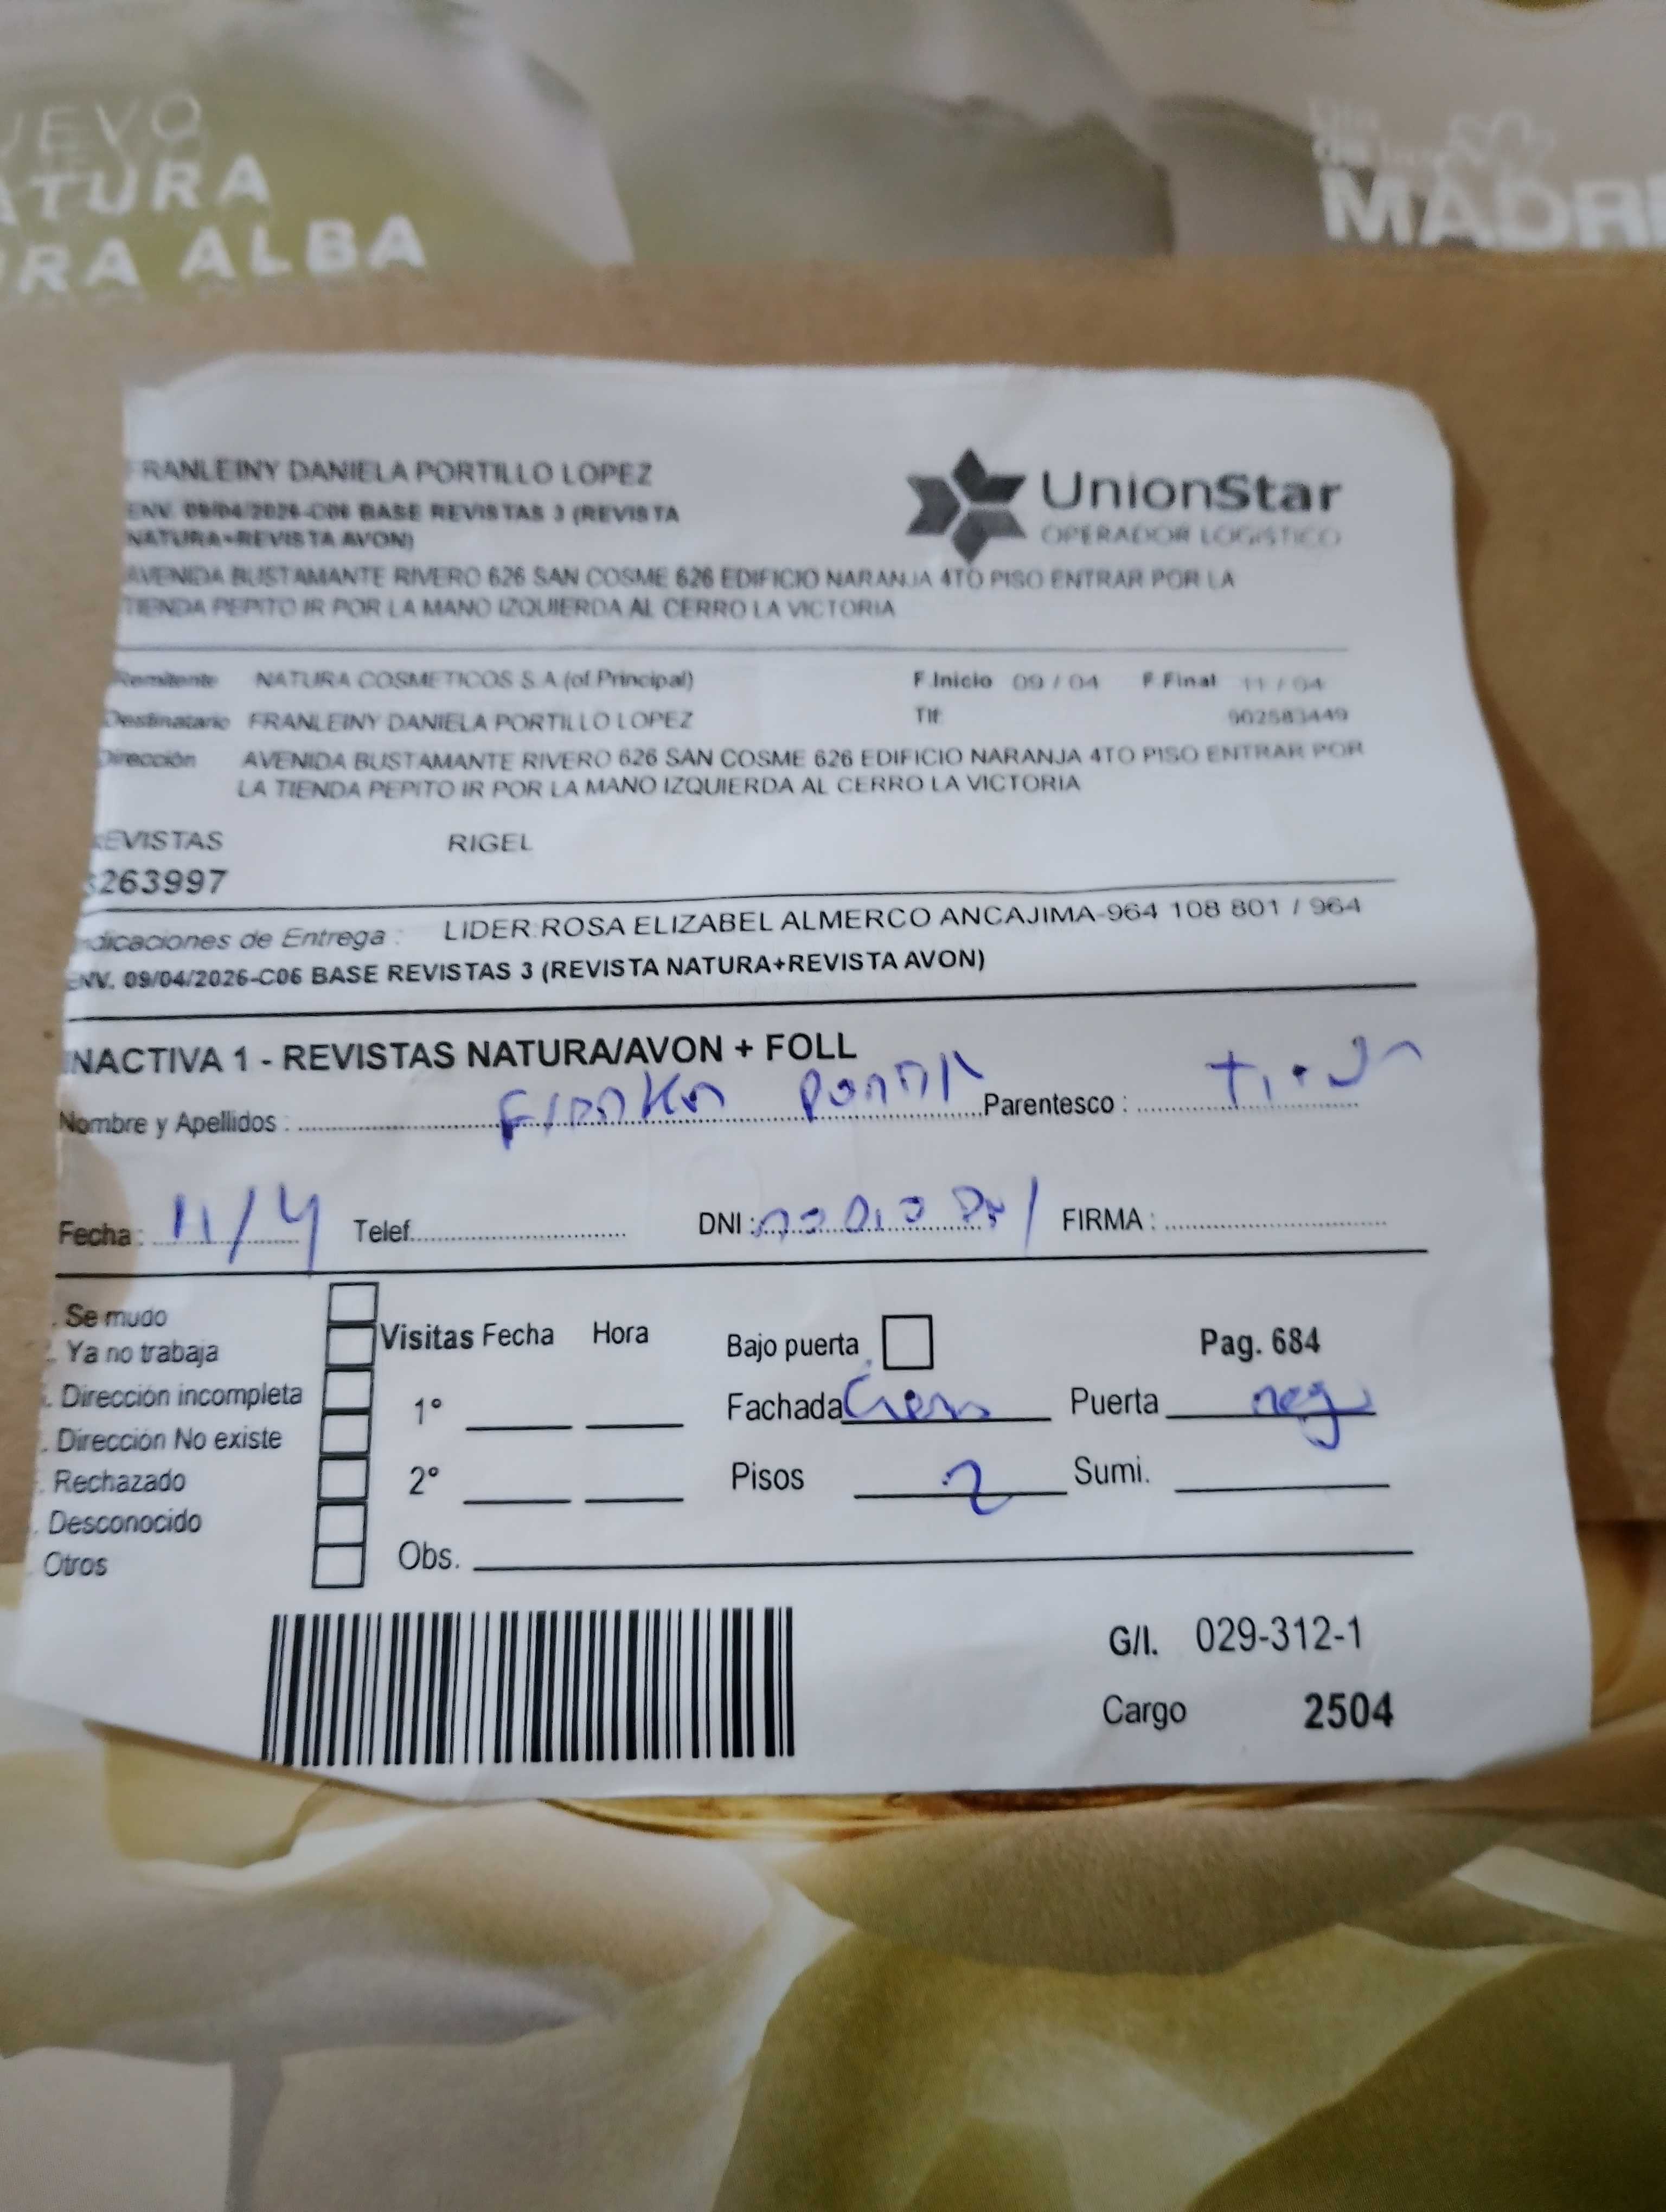 UEVO
ATURA
URA ALBA
MADRE
FRANLEINY DANIELA PORTILLO LOPEZ
ENV. 09/04/2026-C06 BASE REVISTAS 3 (REVISTA
NATURA+REVISTA AVON)
UnionStar
OPERADOR LOGISTICO
AVENIDA BUSTAMANTE RIVERO 626 SAN COSME 626 EDIFICIO NARANJA 4TO PISO ENTRAR POR LA
TIENDA PEPITO IR POR LA MANO IZQUIERDA AL CERRO LA VICTORIA
Remitente NATURA COSMETICOS S.A (of.Principal) F.Inicio 09 / 04 F.Final 11 / 04
Destinatario FRANLEINY DANIELA PORTILLO LOPEZ Tlf: 902583449
Dirección AVENIDA BUSTAMANTE RIVERO 626 SAN COSME 626 EDIFICIO NARANJA 4TO PISO ENTRAR POR
LA TIENDA PEPITO IR POR LA MANO IZQUIERDA AL CERRO LA VICTORIA
REVISTAS RIGEL
263997
Indicaciones de Entrega : LIDER:ROSA ELIZABEL ALMERCO ANCAJIMA-964 108 801 / 964
ENV. 09/04/2026-C06 BASE REVISTAS 3 (REVISTA NATURA+REVISTA AVON)
INACTIVA 1 - REVISTAS NATURA/AVON + FOLL
Nombre y Apellidos : Parentesco :
Fecha : 11/4 Telef. DNI : FIRMA :
. Se mudo
. Ya no trabaja
. Dirección incompleta
. Dirección No existe
. Rechazado
. Desconocido
Otros
Visitas Fecha Hora
1°
2°
Obs.
Bajo puerta Pag. 684
Fachada Puerta neg
Pisos 2 Sumi.
G/I. 029-312-1
Cargo 2504